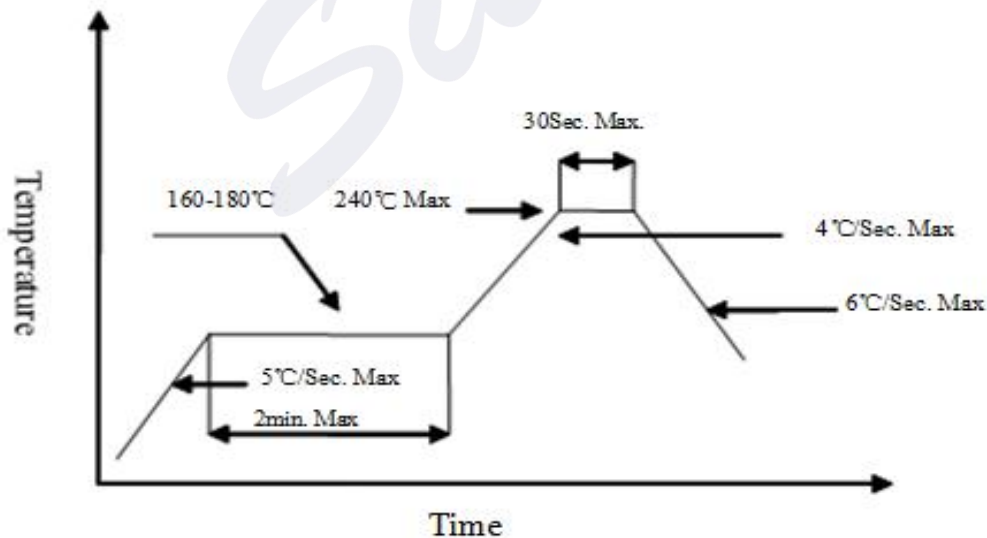 30Sec. Max.
160-180℃
240℃ Max
4℃/Sec. Max
6℃/Sec. Max
5℃/Sec. Max
2min. Max
Temperature
Time